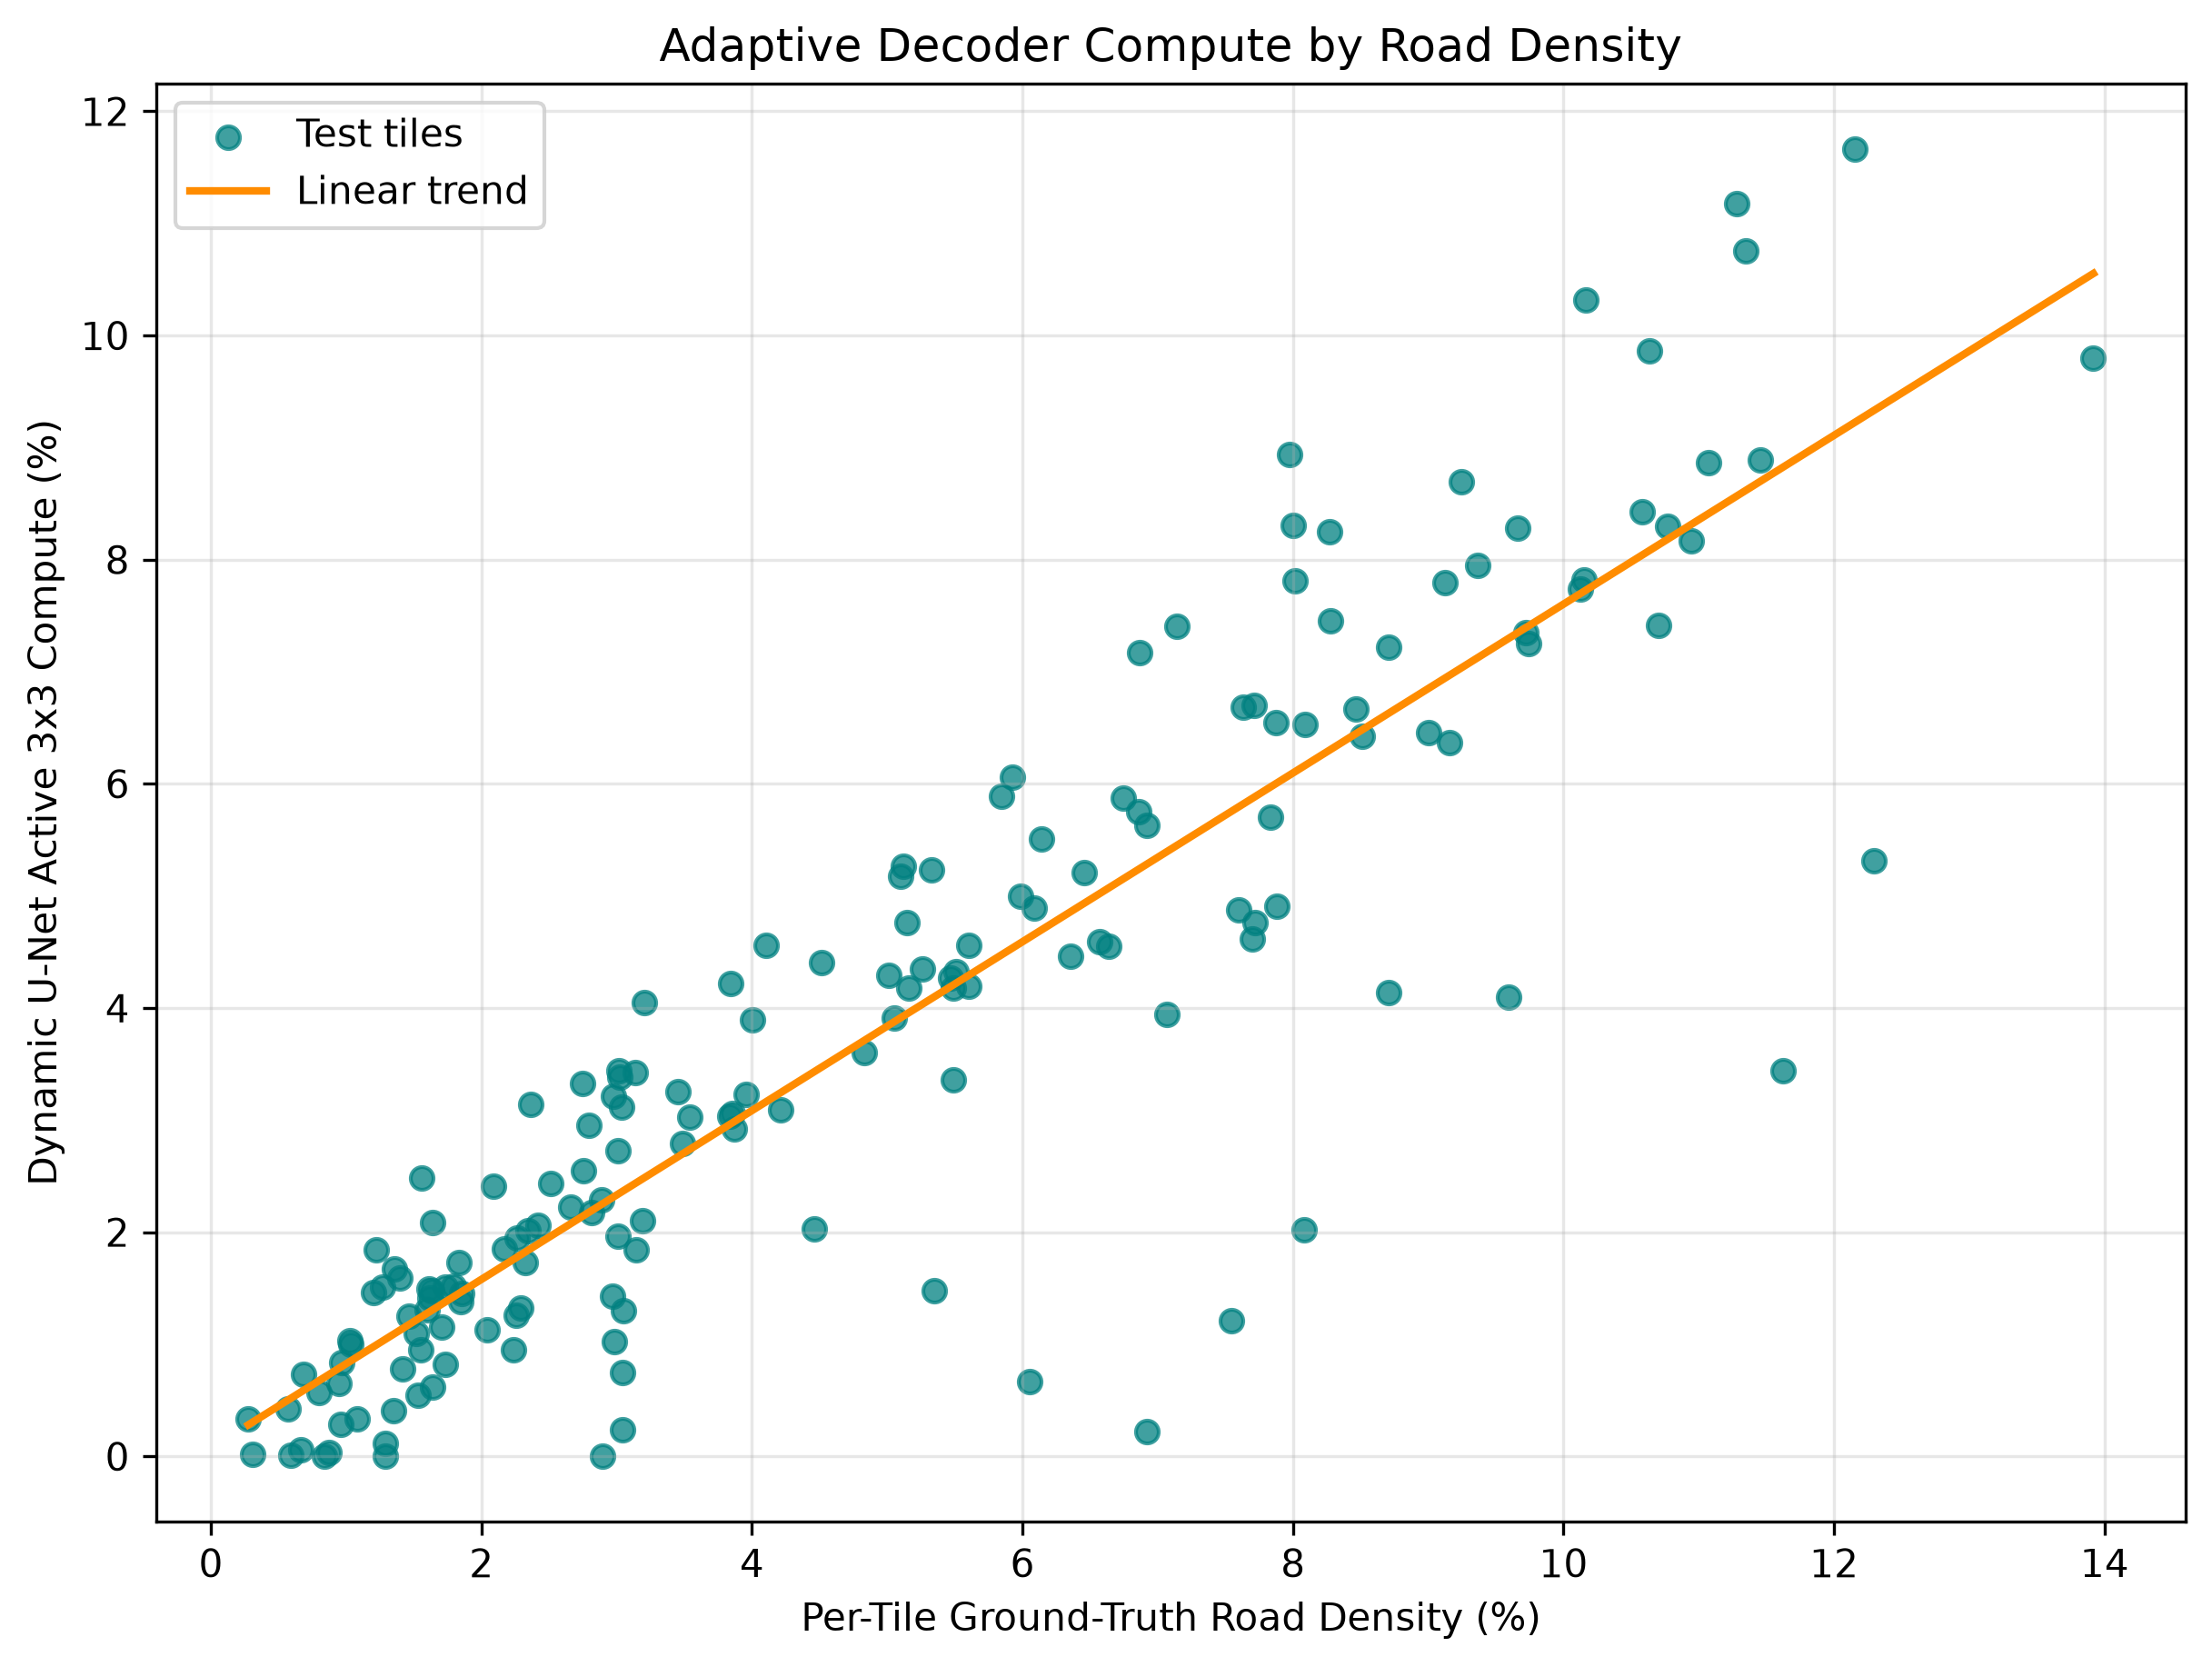 Adaptive Decoder Compute by Road Density
Test tiles
Linear trend
Dynamic U-Net Active 3x3 Compute (%)
12
10
8
6
4
2
0
0 2 4 6 8 10 12 14
Per-Tile Ground-Truth Road Density (%)